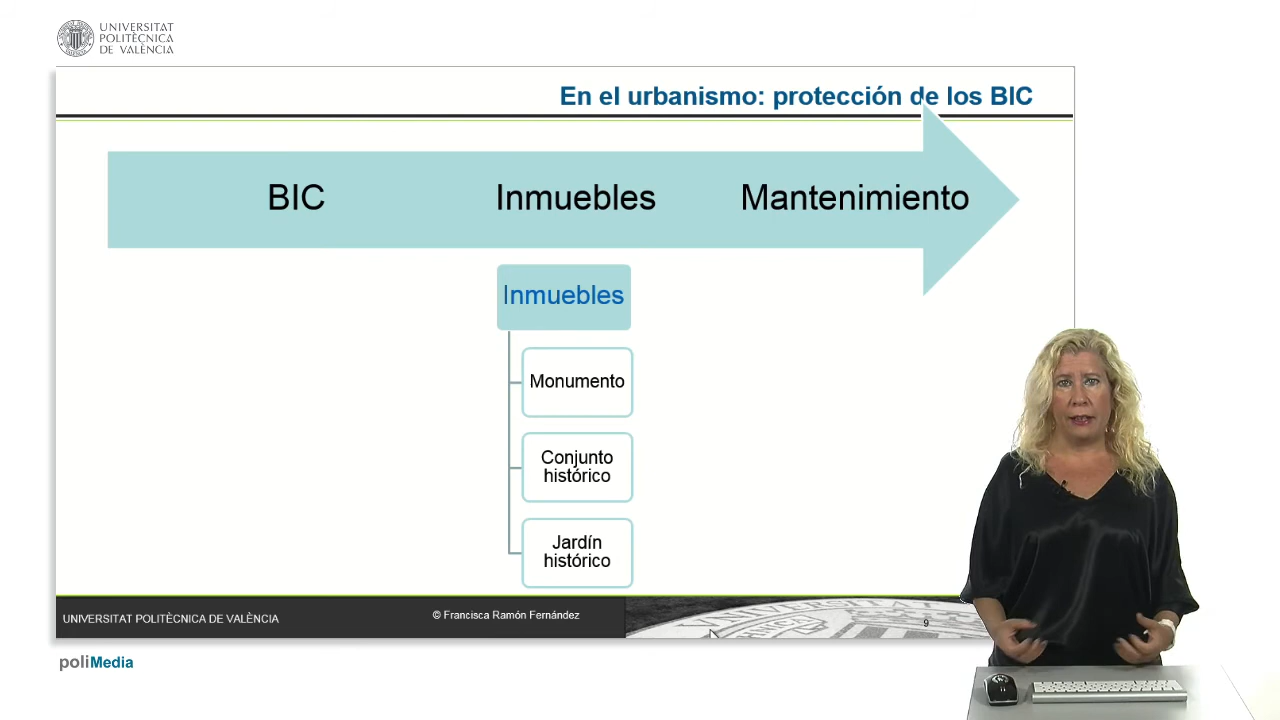 UNIVERSITAT
POLITÈCNICA
DE VALÈNCIA
En el urbanismo: protección de los BIC
BIC
Inmuebles
Mantenimiento
Inmuebles
Monumento
Conjunto
histórico
Jardín
histórico
UNIVERSITAT POLITÈCNICA DE VALÈNCIA
© Francisca Ramón Fernández
9
poliMedia